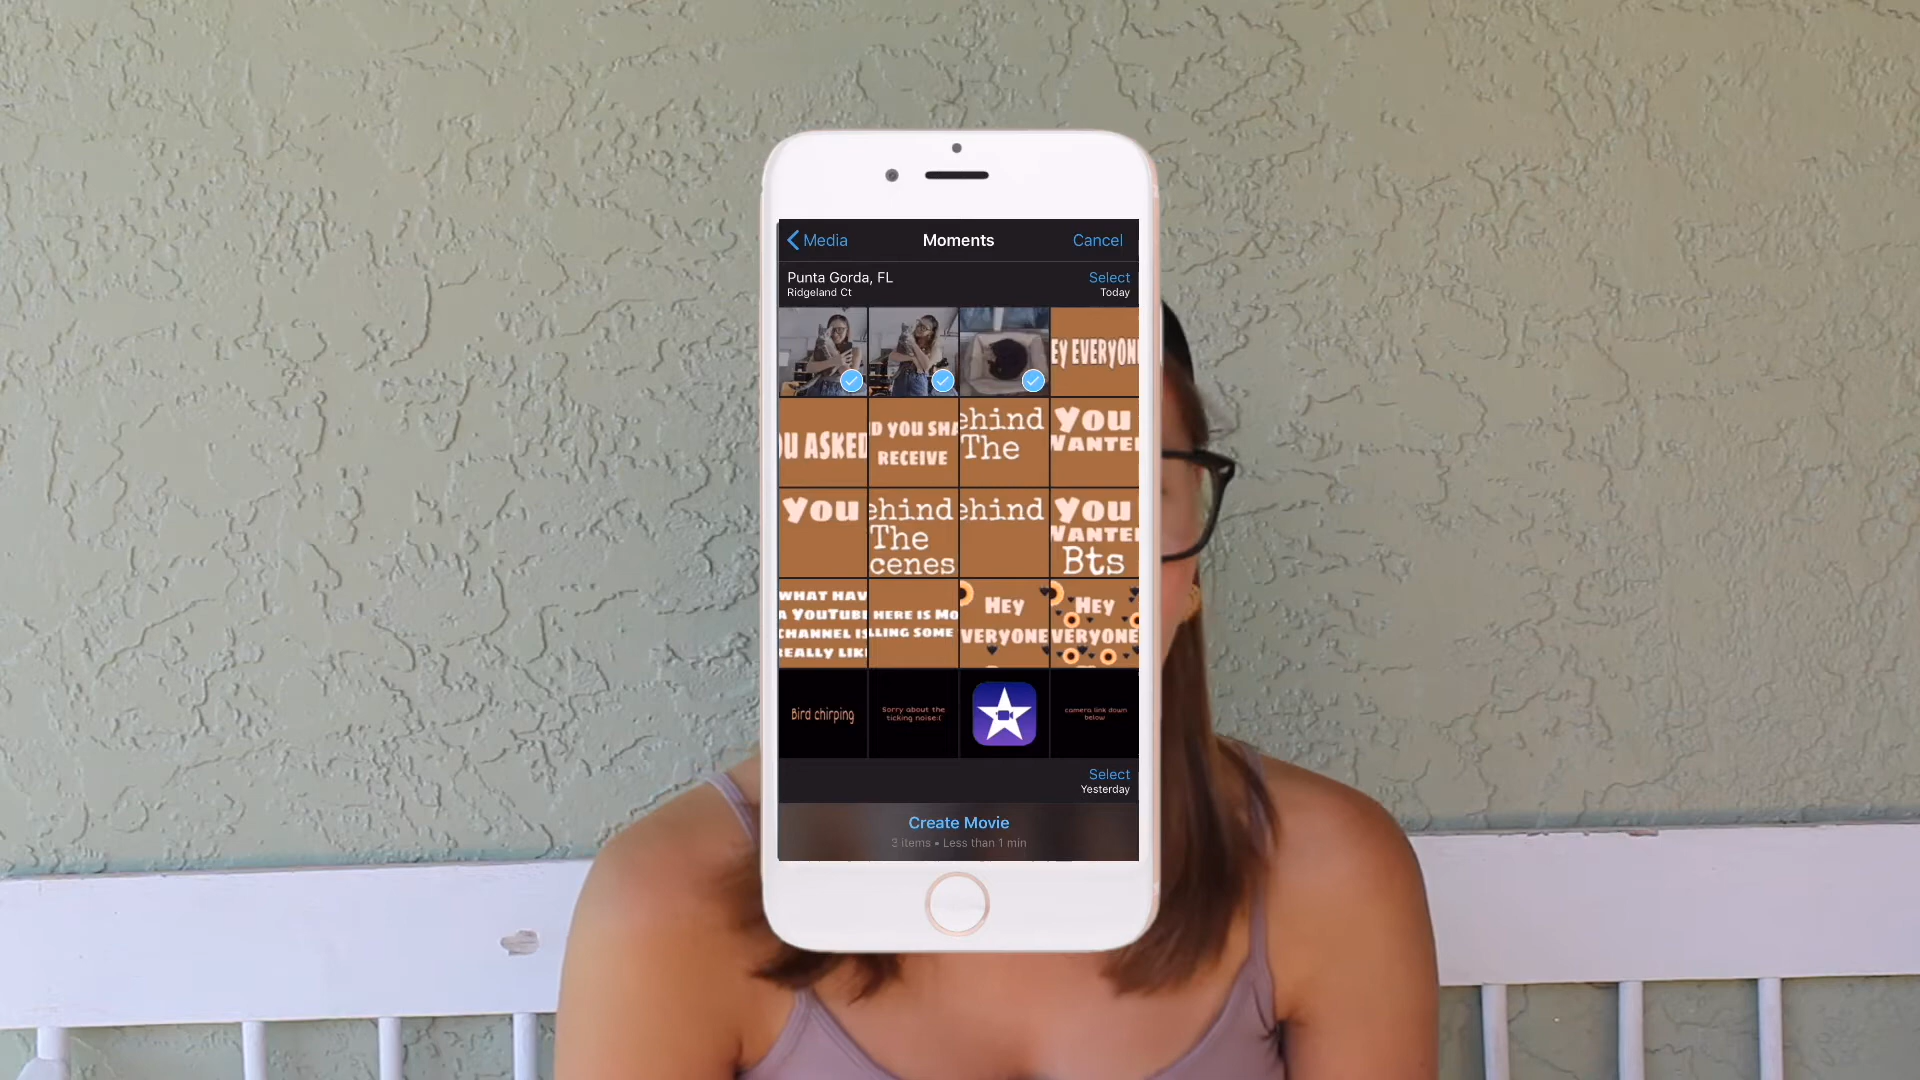 Media
Moments
Cancel
Punta Gorda, FL
Select
Ridgeland Ct
Today
EY EVERYON
U ASKED
D YOU SHA
RECEIVE
ehind
The
You
WANTE
You
ehind
The
cenes
ehind
You
WANTE
Bts
WHAT HAV
A YOUTUB
CHANNEL IS
REALLY LIK
HERE IS MO
LLING SOME
HEY
VERYONE
HEY
VERYONE
Bird chirping
Sorry about the
ticking noise:(
camera link down
below
Select
Yesterday
Create Movie
3 items • Less than 1 min